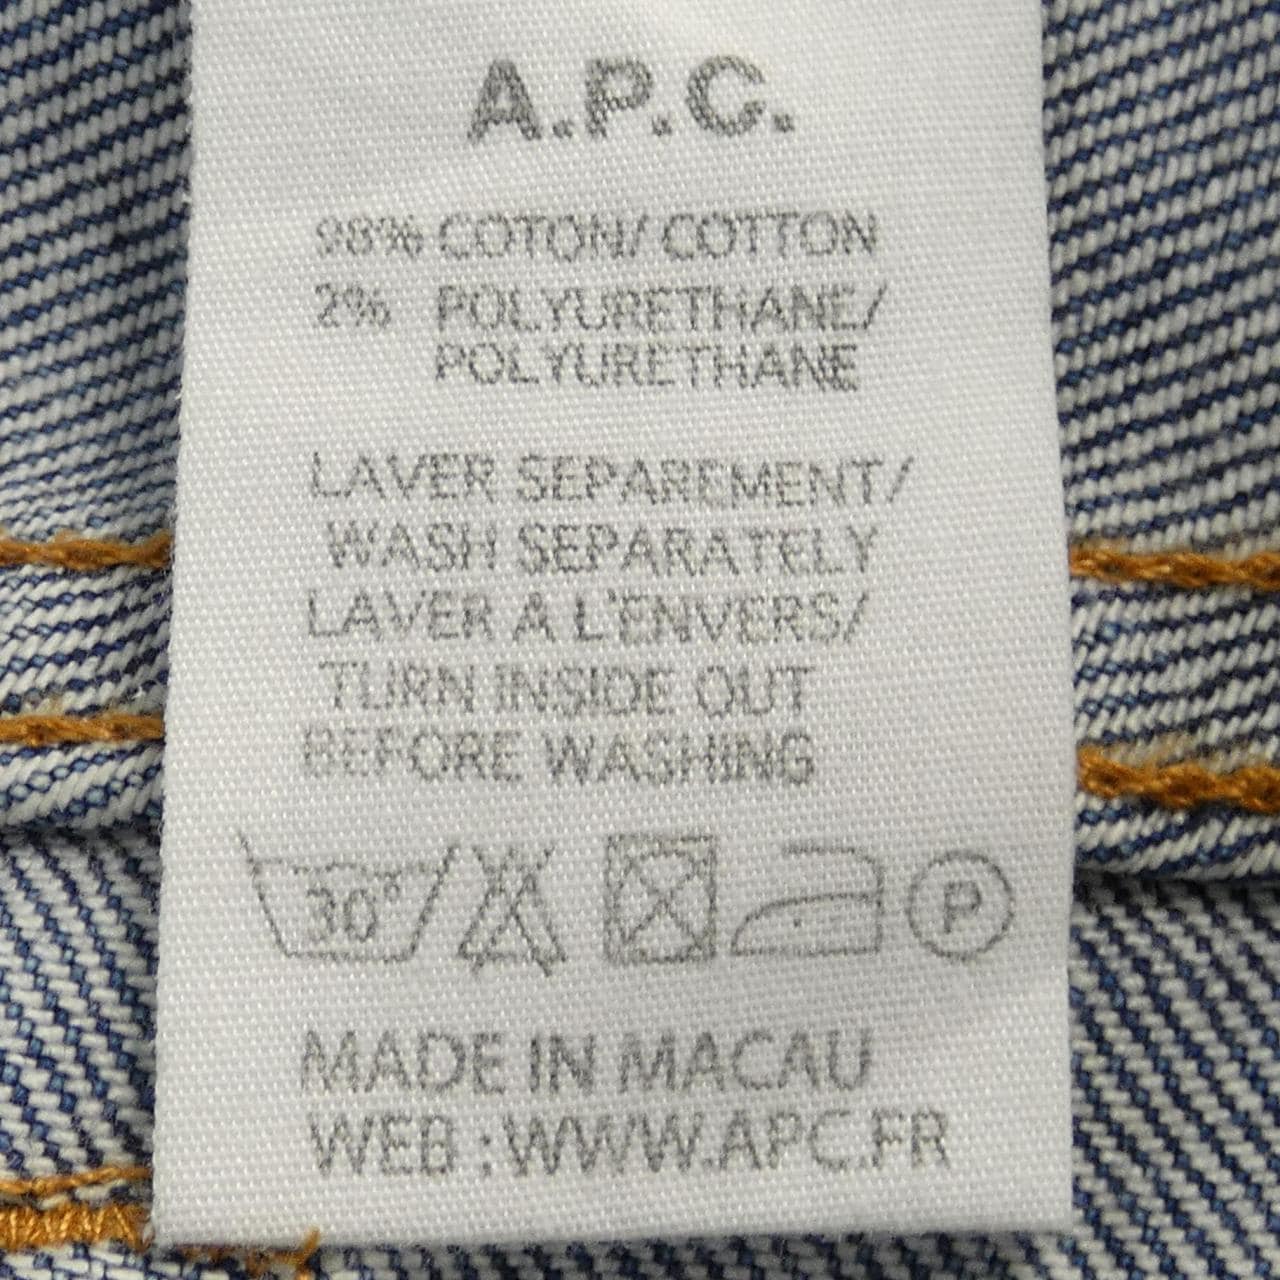 A.P.C.
98% COTON/ COTTON
2% POLYURETHANE/
POLYURETHANE
LAVER SEPAREMENT/
WASH SEPARATELY
LAVER A L'ENVERS/
TURN INSIDE OUT
BEFORE WASHING
30° P
MADE IN MACAU
WEB : WWW.APC.FR